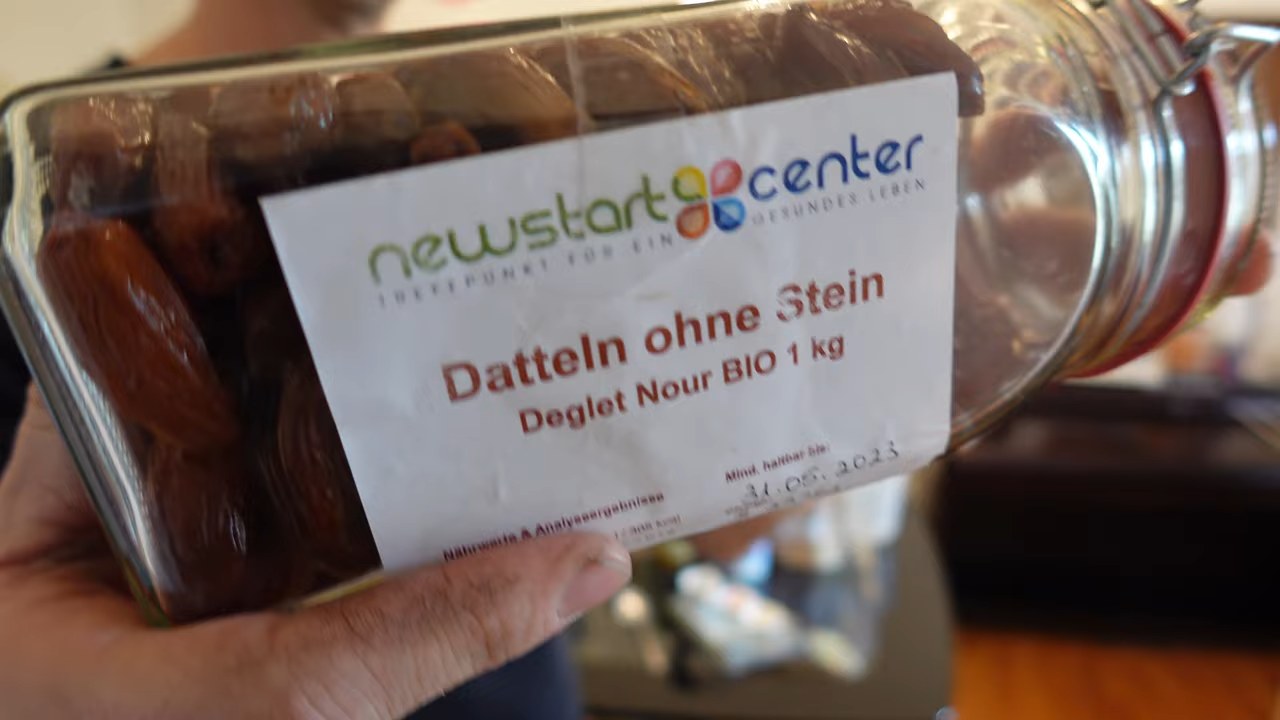 newstart center
TREFFPUNKT FÜR EIN GESUNDES LEBEN
Datteln ohne Stein
Deglet Nour BIO 1 kg
Mind. haltbar bis:
31.05.2023
Nährwerte & Analyseergebnisse